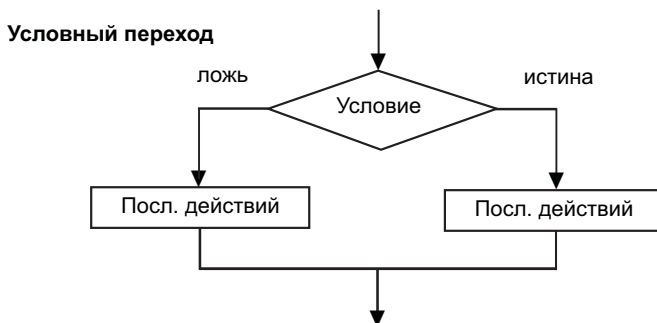 Условный переход
ложь
истина
Условие
Посл. действий
Посл. действий